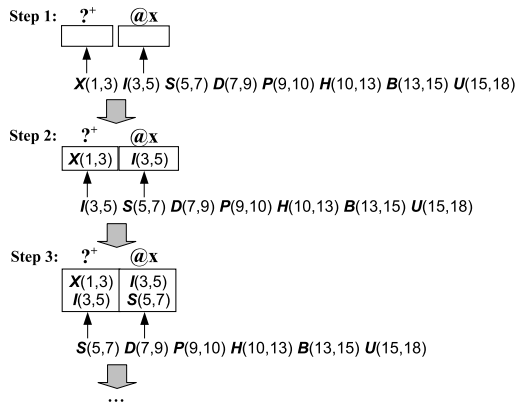 Step 1: ?+ @x
X(1,3) I(3,5) S(5,7) D(7,9) P(9,10) H(10,13) B(13,15) U(15,18)
Step 2: ?+ @x
X(1,3) I(3,5)
I(3,5) S(5,7) D(7,9) P(9,10) H(10,13) B(13,15) U(15,18)
Step 3: ?+ @x
X(1,3) I(3,5)
I(3,5) S(5,7)
S(5,7) D(7,9) P(9,10) H(10,13) B(13,15) U(15,18)
...